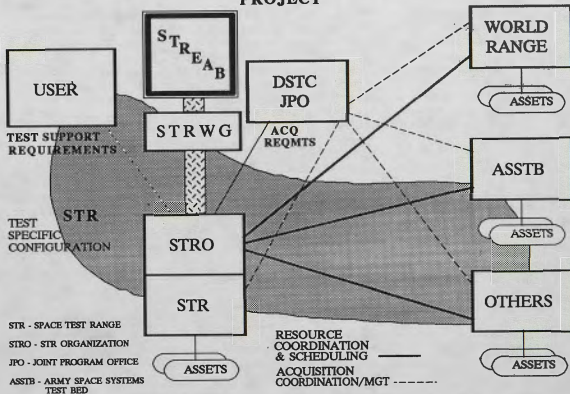 PROJECT
STREAB
USER
TEST SUPPORT
REQUIREMENTS
STRWG
DSTC
JPO
ACQ
REQMTS
WORLD
RANGE
ASSETS
ASSTB
ASSETS
TEST
SPECIFIC
CONFIGURATION
STR
STRO
STR
ASSETS
OTHERS
ASSETS
STR - SPACE TEST RANGE
STRO - STR ORGANIZATION
JPO - JOINT PROGRAM OFFICE
ASSTB - ARMY SPACE SYSTEMS
TEST BED
RESOURCE
COORDINATION
& SCHEDULING
ACQUISITION
COORDINATION/MGT